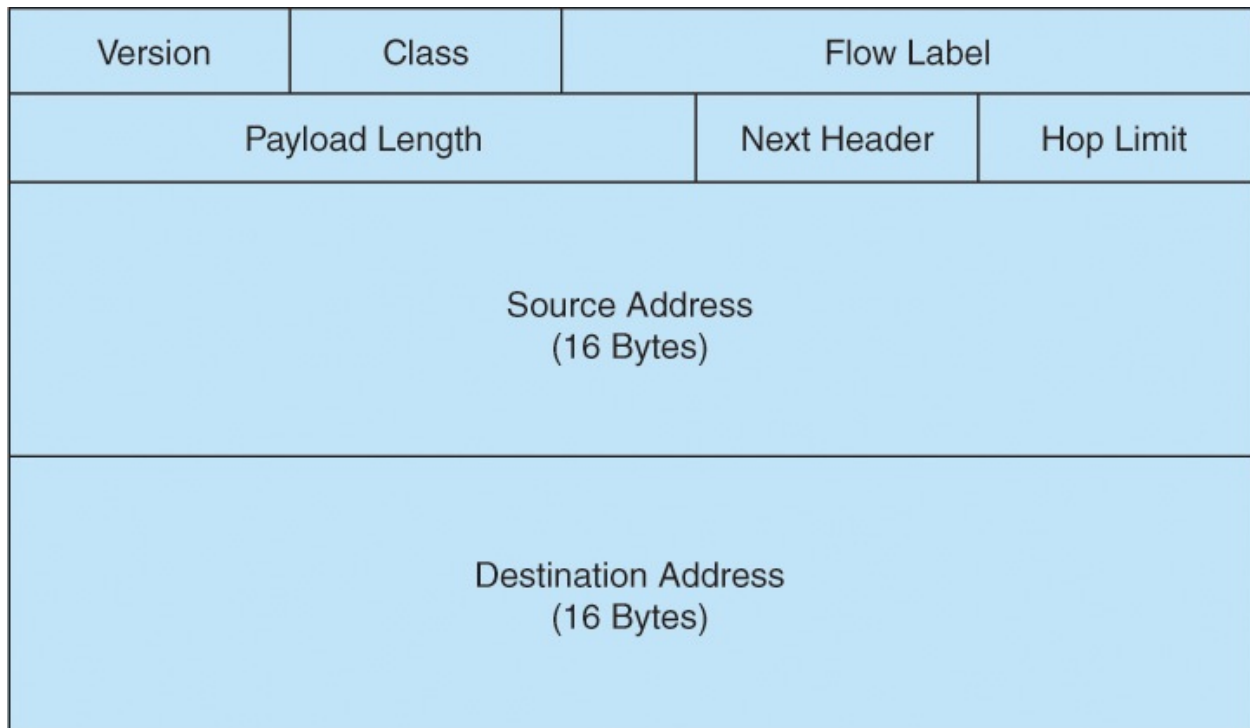 Version Class Flow Label
Payload Length Next Header Hop Limit
Source Address
(16 Bytes)
Destination Address
(16 Bytes)